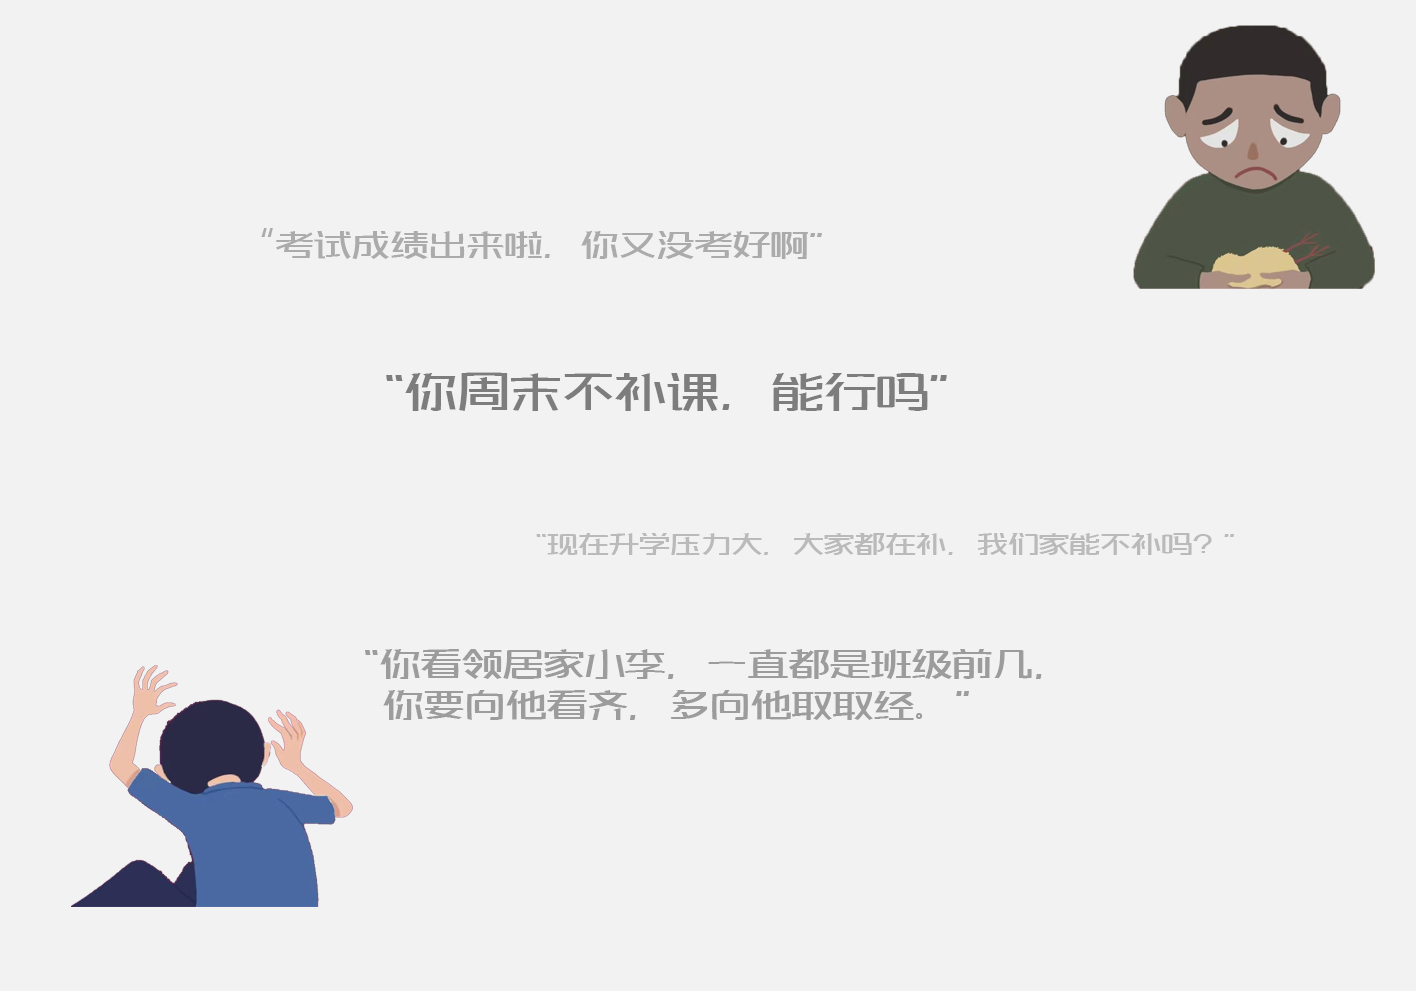 “考试成绩出来啦，你又没考好啊”
“你周末不补课，能行吗”
“现在升学压力大，大家都在补，我们家能不补吗？”
“你看领居家小李，一直都是班级前几，
你要向他看齐，多向他取取经。”